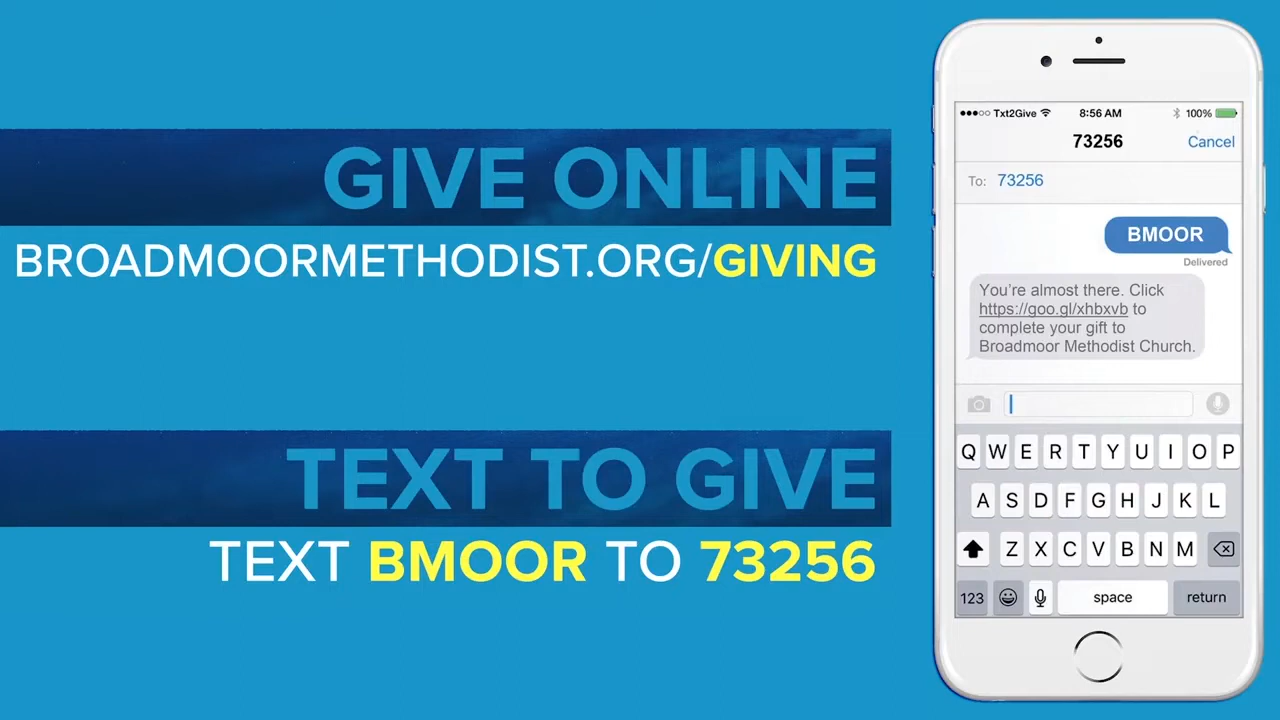 GIVE ONLINE
BROADMOORMETHODIST.ORG/GIVING
TEXT TO GIVE
TEXT BMOOR TO 73256
Txt2Give 8:56 AM 100%
73256 Cancel
To: 73256
BMOOR
Delivered
You're almost there. Click
https://goo.gl/xhbxvb to
complete your gift to
Broadmoor Methodist Church.
Q W E R T Y U I O P
A S D F G H J K L
Z X C V B N M
123 space return